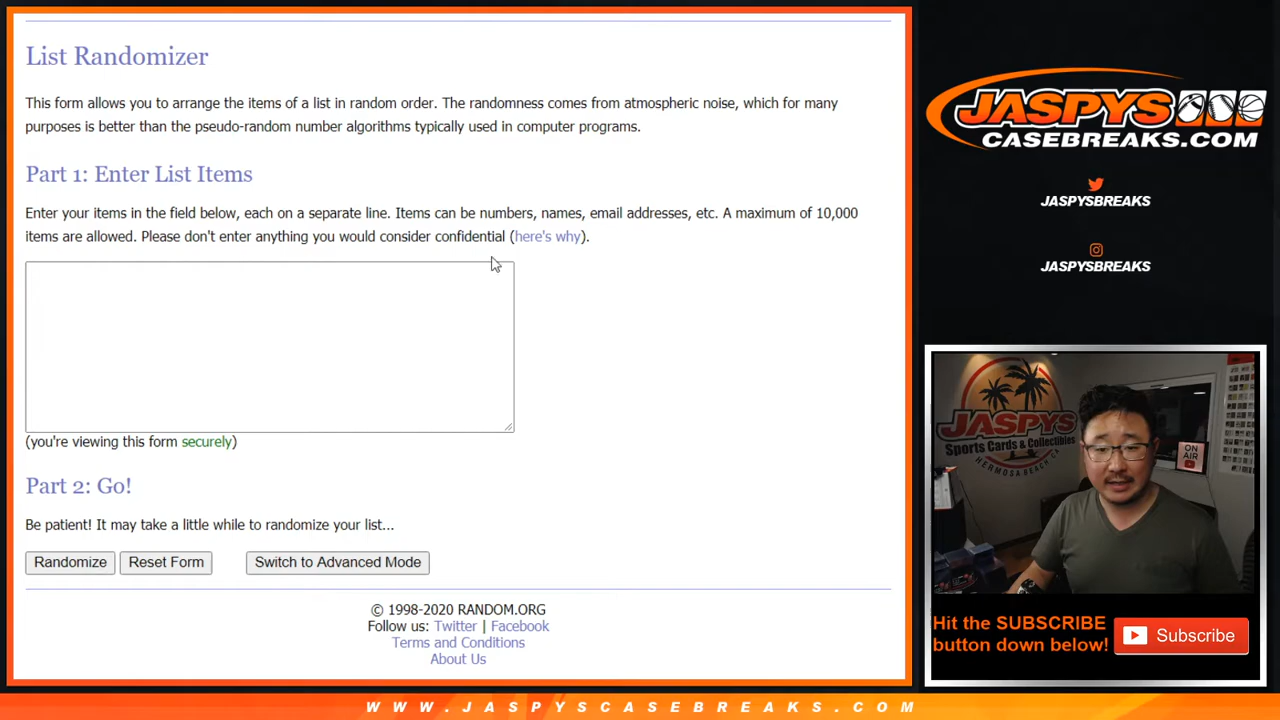 List Randomizer
This form allows you to arrange the items of a list in random order. The randomness comes from atmospheric noise, which for many
purposes is better than the pseudo-random number algorithms typically used in computer programs.
Part 1: Enter List Items
Enter your items in the field below, each on a separate line. Items can be numbers, names, email addresses, etc. A maximum of 10,000
items are allowed. Please don't enter anything you would consider confidential (here's why).
(you're viewing this form securely)
Part 2: Go!
Be patient! It may take a little while to randomize your list...
Randomize Reset Form Switch to Advanced Mode
© 1998-2020 RANDOM.ORG
Follow us: Twitter | Facebook
Terms and Conditions
About Us
JASPYS
CASEBREAKS.COM
JASPYSBREAKS
JASPYSBREAKS
JASPYS
Sports Cards & Collectibles
HERMOSA BEACH CA
ON
AIR
Hit the SUBSCRIBE
button down below!
Subscribe
WWW.JASPYSCASEBREAKS.COM